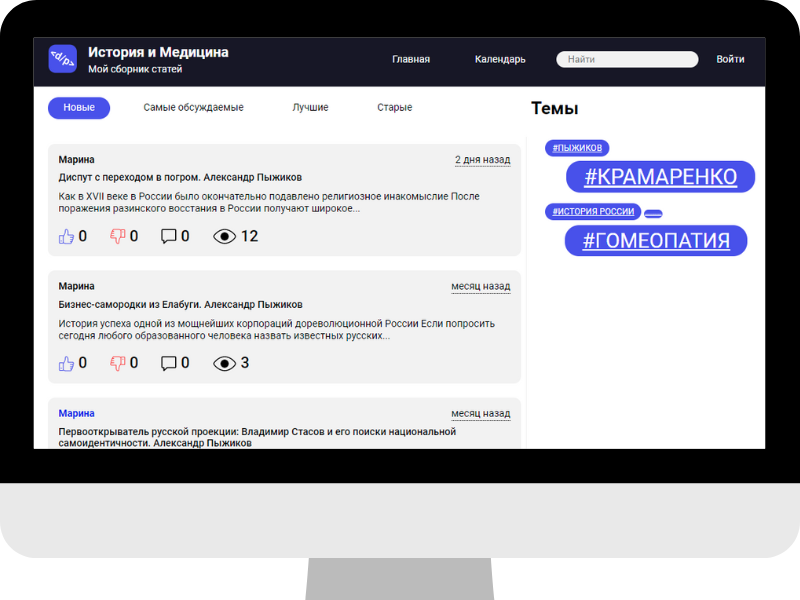 <d/p>
История и Медицина
Мой сборник статей
Главная
Календарь
Найти
Войти
Новые
Самые обсуждаемые
Лучшие
Старые
Темы
Марина
2 дня назад
Диспут с переходом в погром. Александр Пыжиков
Как в XVII веке в России было окончательно подавлено религиозное инакомыслие После
поражения разинского восстания в России получают широкое...
0
0
0
12
Марина
месяц назад
Бизнес-самородки из Елабуги. Александр Пыжиков
История успеха одной из мощнейших корпораций дореволюционной России Если попросить
сегодня любого образованного человека назвать известных русских...
0
0
0
3
Марина
месяц назад
Первооткрыватель русской проекции: Владимир Стасов и его поиски национальной
самоидентичности. Александр Пыжиков
#ПЫЖИКОВ
#КРАМАРЕНКО
#ИСТОРИЯ РОССИИ
#ГОМЕОПАТИЯ